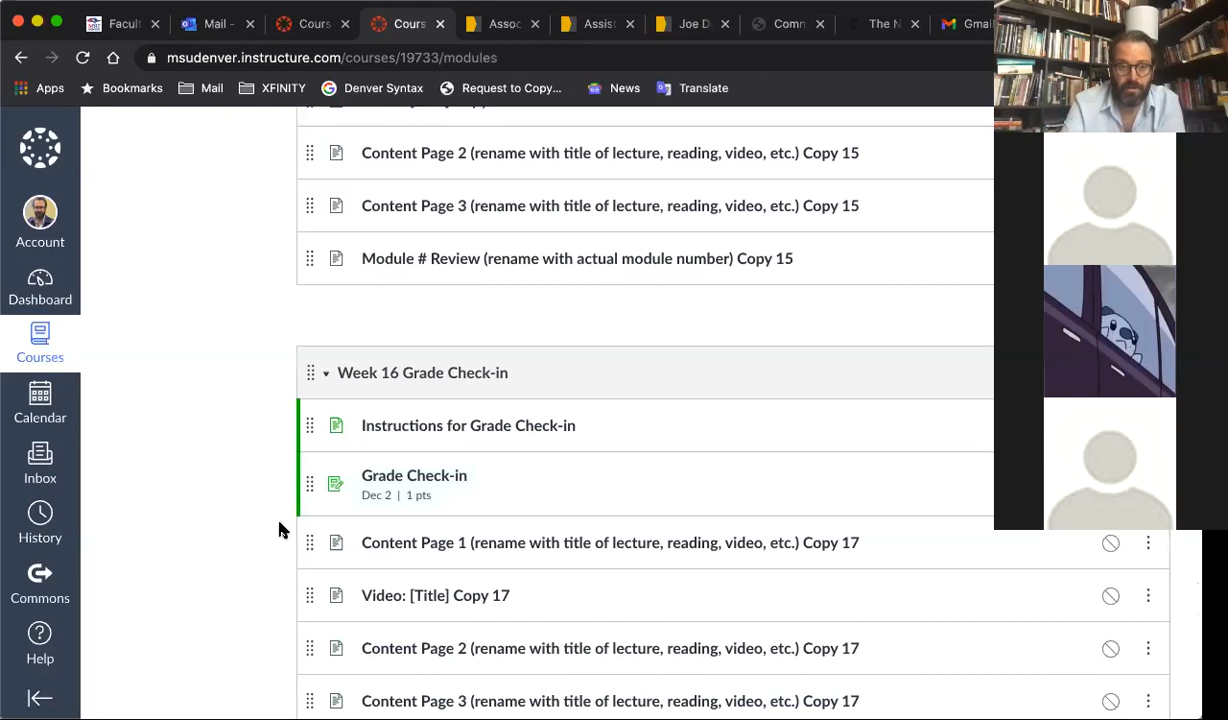 Facult
Mail -
Cours
Cours
Assoc
Assist
Joe D
Comn
The N
Gmai
msudenver.instructure.com/courses/19733/modules
Apps
Bookmarks
Mail
XFINITY
Denver Syntax
Request to Copy...
News
Translate
Account
Dashboard
Courses
Calendar
Inbox
History
Commons
Help
Content Page 2 (rename with title of lecture, reading, video, etc.) Copy 15
Content Page 3 (rename with title of lecture, reading, video, etc.) Copy 15
Module # Review (rename with actual module number) Copy 15
Week 16 Grade Check-in
Instructions for Grade Check-in
Grade Check-in
Dec 2 | 1 pts
Content Page 1 (rename with title of lecture, reading, video, etc.) Copy 17
Video: [Title] Copy 17
Content Page 2 (rename with title of lecture, reading, video, etc.) Copy 17
Content Page 3 (rename with title of lecture, reading, video, etc.) Copy 17